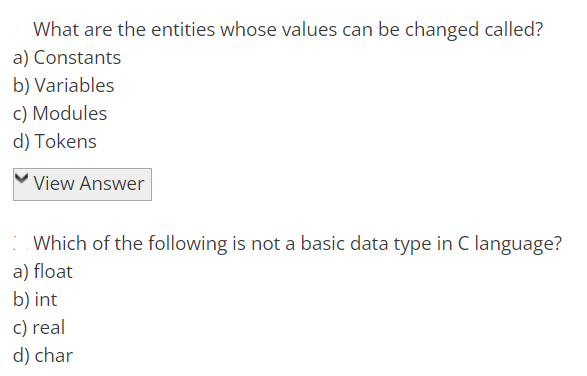 What are the entities whose values can be changed called?
a) Constants
b) Variables
c) Modules
d) Tokens
View Answer
Which of the following is not a basic data type in C language?
a) float
b) int
c) real
d) char